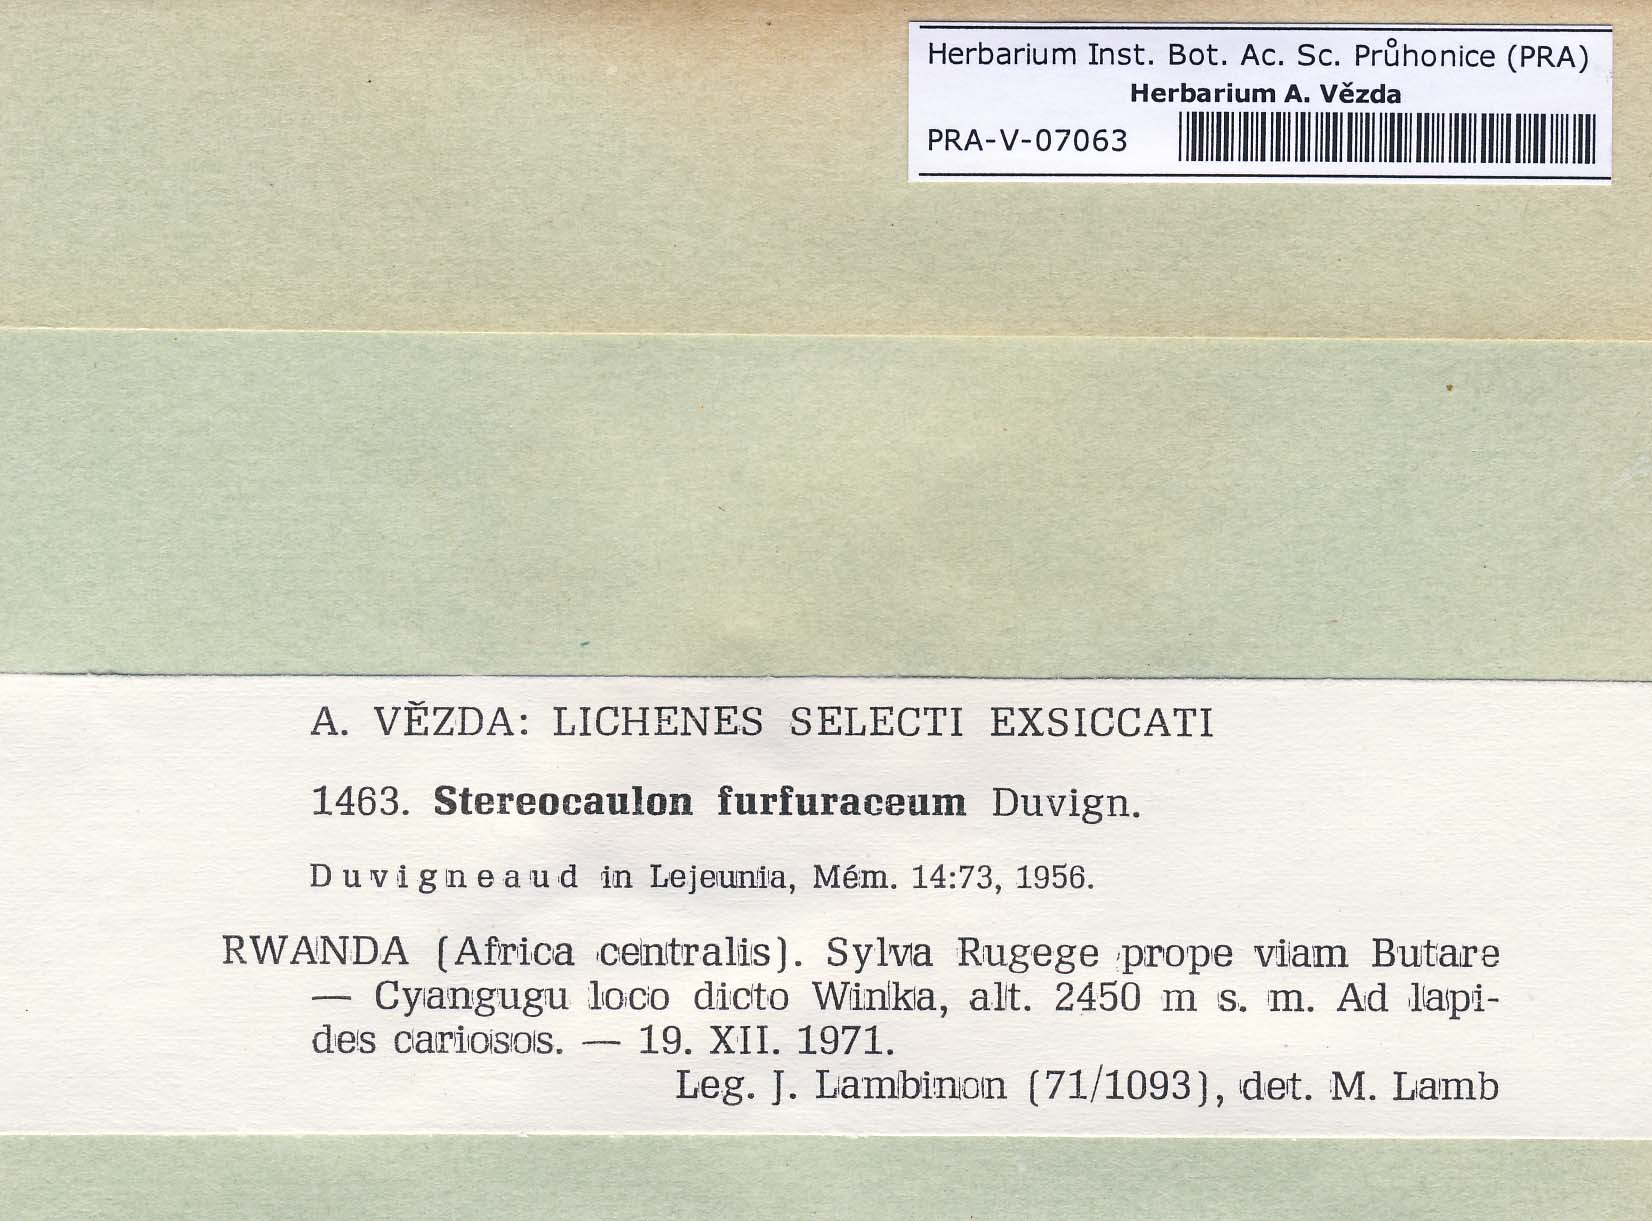 Herbarium Inst. Bot. Ac. Sc. Průhonice (PRA)
Herbarium A. Vězda
PRA-V-07063
A. VĚZDA: LICHENES SELECTI EXSICCATI
1463. Stereocaulon furfuraceum Duvign.
Duvigneaud in Lejeunia, Mém. 14:73, 1956.
RWANDA (Africa centralis). Sylva Rugege prope viam Butare
— Cyangugu loco dicto Winka, alt. 2450 m s. m. Ad lapi-
des cariosos. — 19. XII. 1971.
Leg. J. Lambinon (71/1093), det. M. Lamb